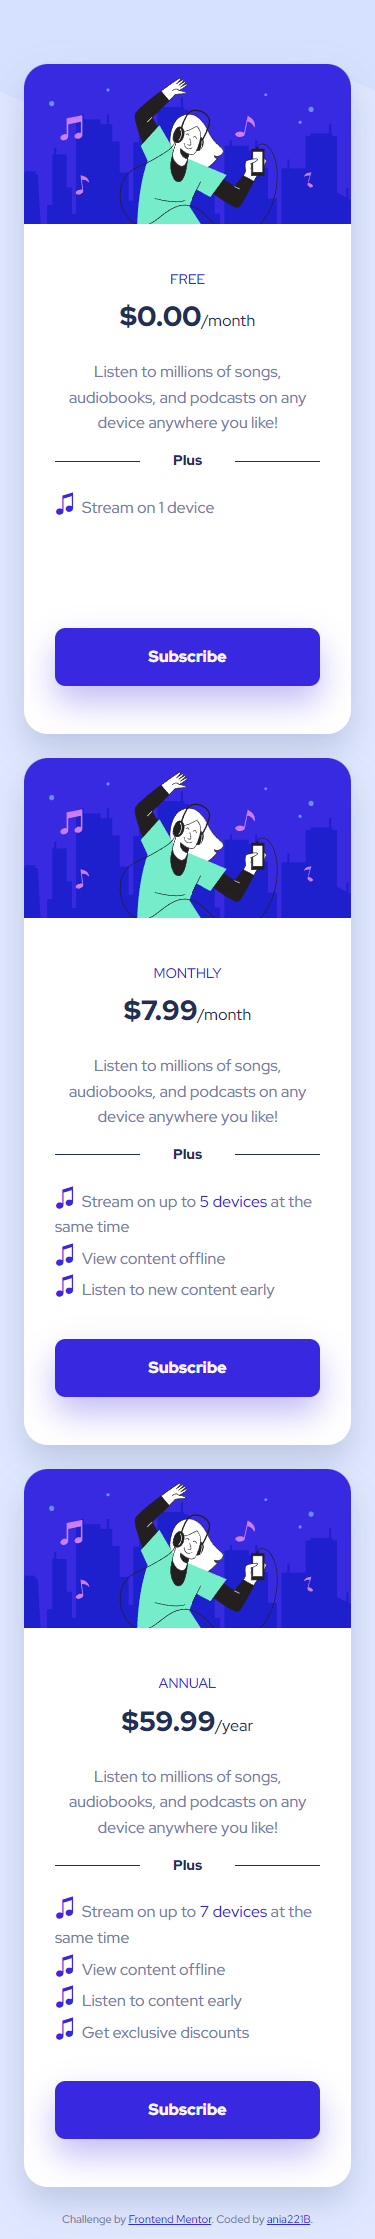 FREE
$0.00/month
Listen to millions of songs,
audiobooks, and podcasts on any
device anywhere you like!
Plus
Stream on 1 device
Subscribe
MONTHLY
$7.99/month
Listen to millions of songs,
audiobooks, and podcasts on any
device anywhere you like!
Plus
Stream on up to 5 devices at the
same time
View content offline
Listen to new content early
Subscribe
ANNUAL
$59.99/year
Listen to millions of songs,
audiobooks, and podcasts on any
device anywhere you like!
Plus
Stream on up to 7 devices at the
same time
View content offline
Listen to content early
Get exclusive discounts
Subscribe
Challenge by Frontend Mentor. Coded by ania221B.